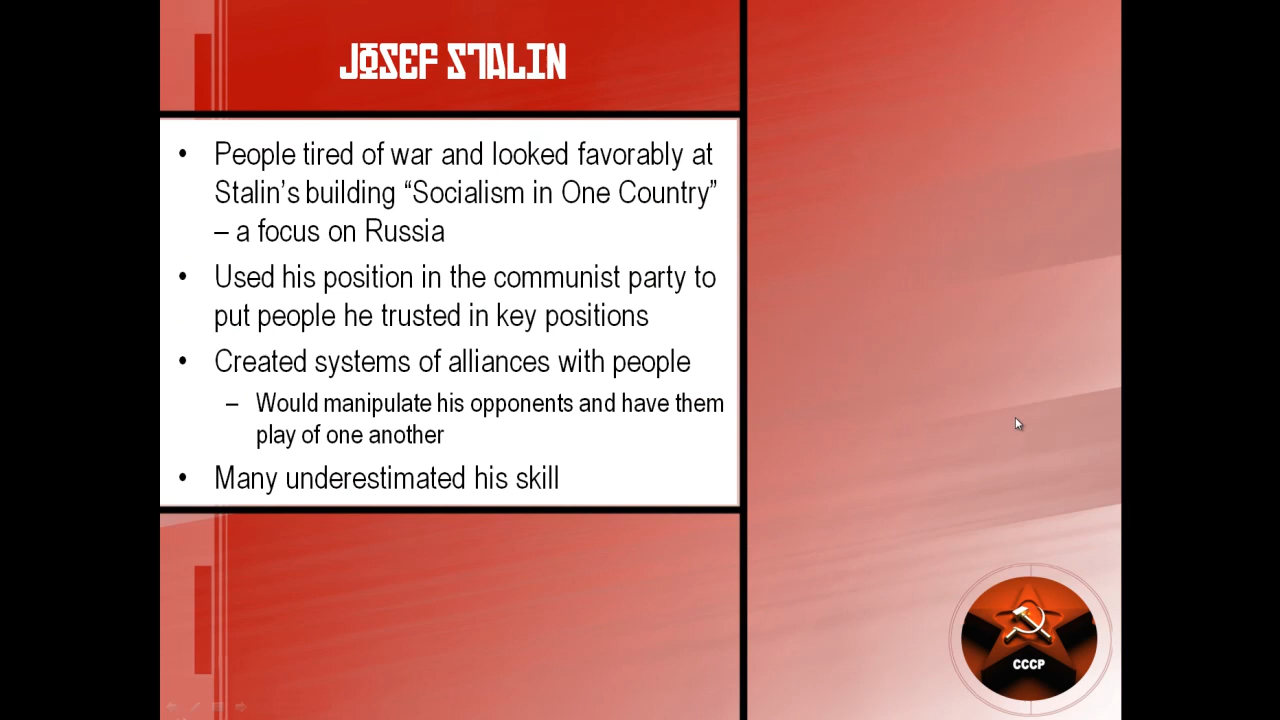 JOSEF STALIN
• People tired of war and looked favorably at
Stalin’s building “Socialism in One Country”
– a focus on Russia
• Used his position in the communist party to
put people he trusted in key positions
• Created systems of alliances with people
– Would manipulate his opponents and have them
play of one another
• Many underestimated his skill
CCCP